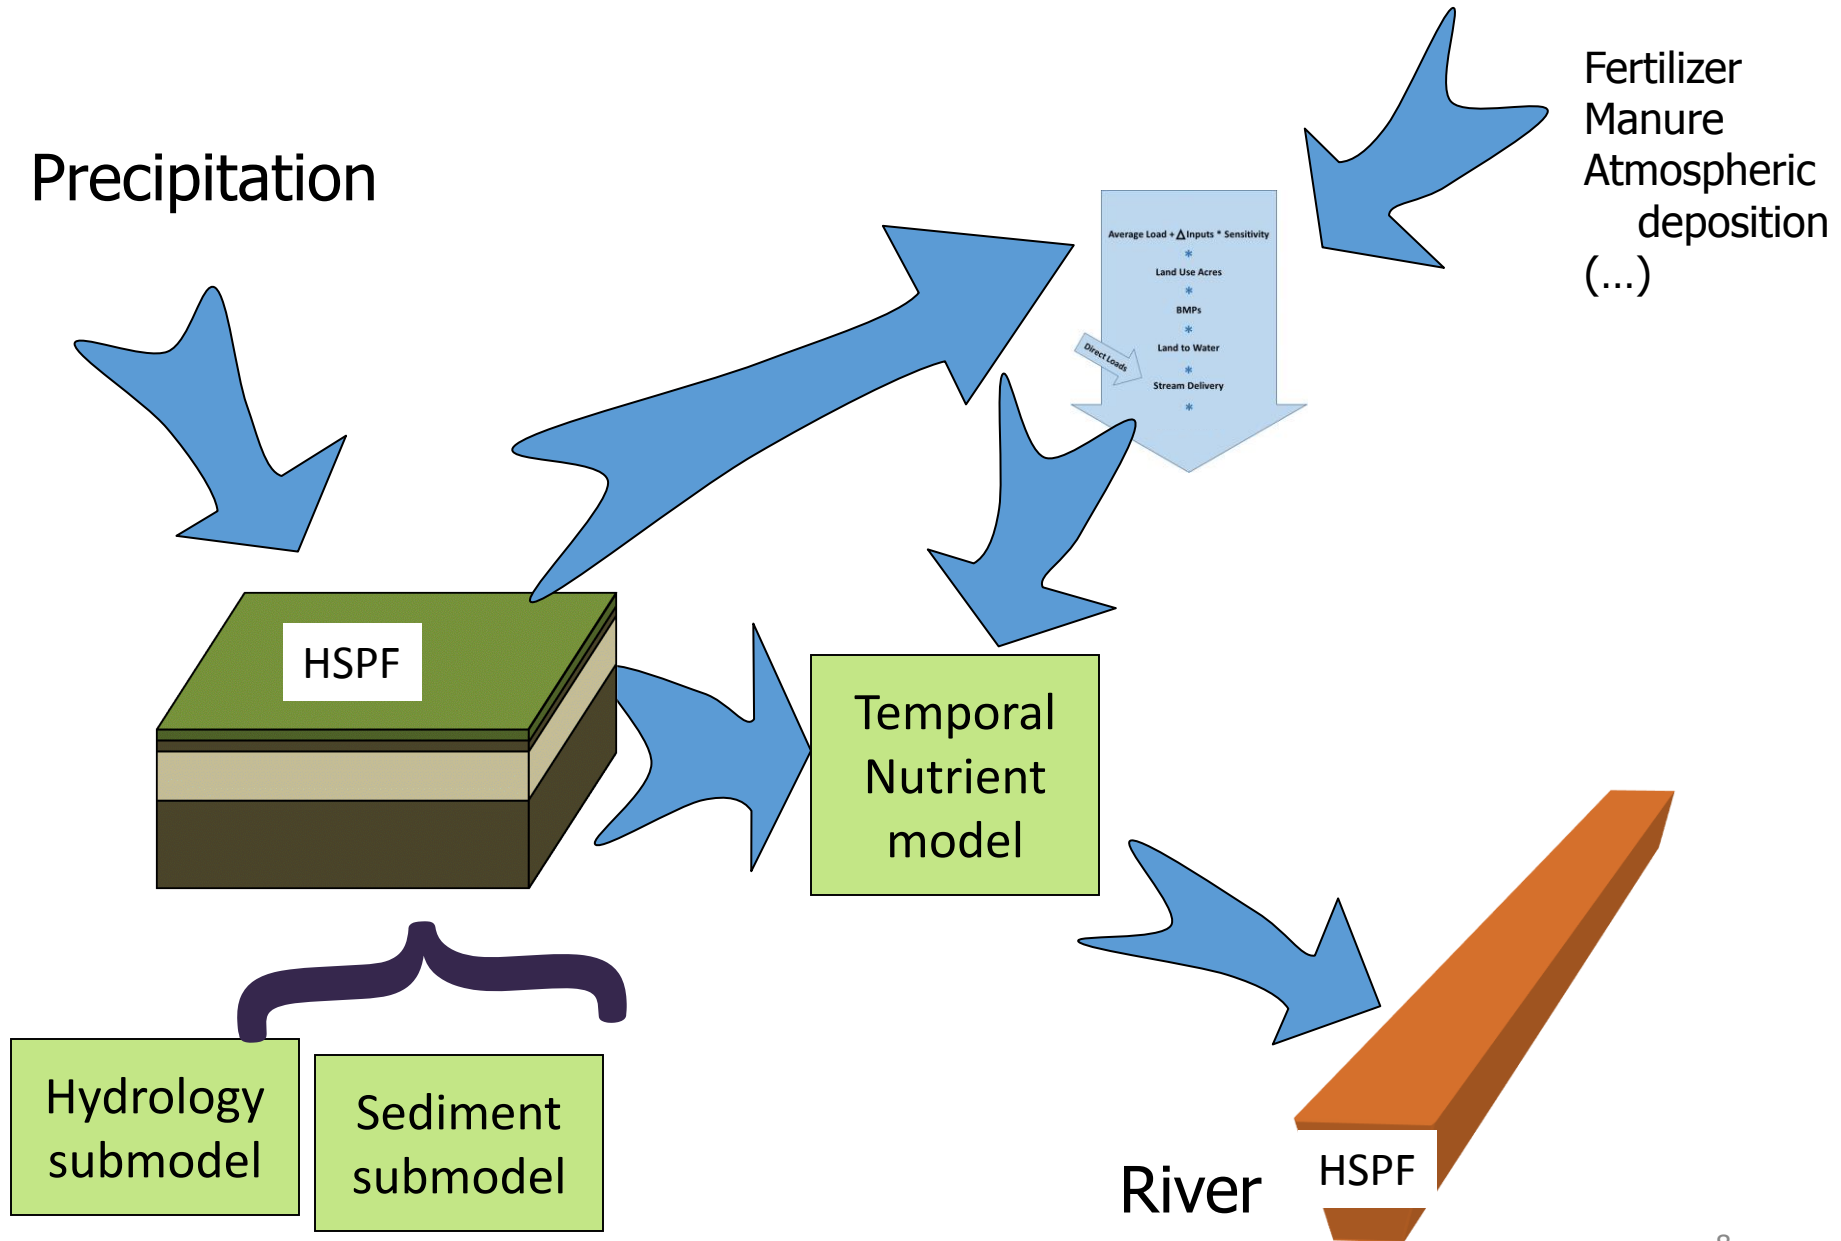 Fertilizer
Manure
Atmospheric
deposition
(...)
Precipitation
Average Load + Δ Inputs * Sensitivity
*
Land Use Acres
*
BMPs
*
Land to Water
*
Direct Loads
Stream Delivery
*
HSPF
Temporal
Nutrient
model
Hydrology
submodel
Sediment
submodel
River
HSPF